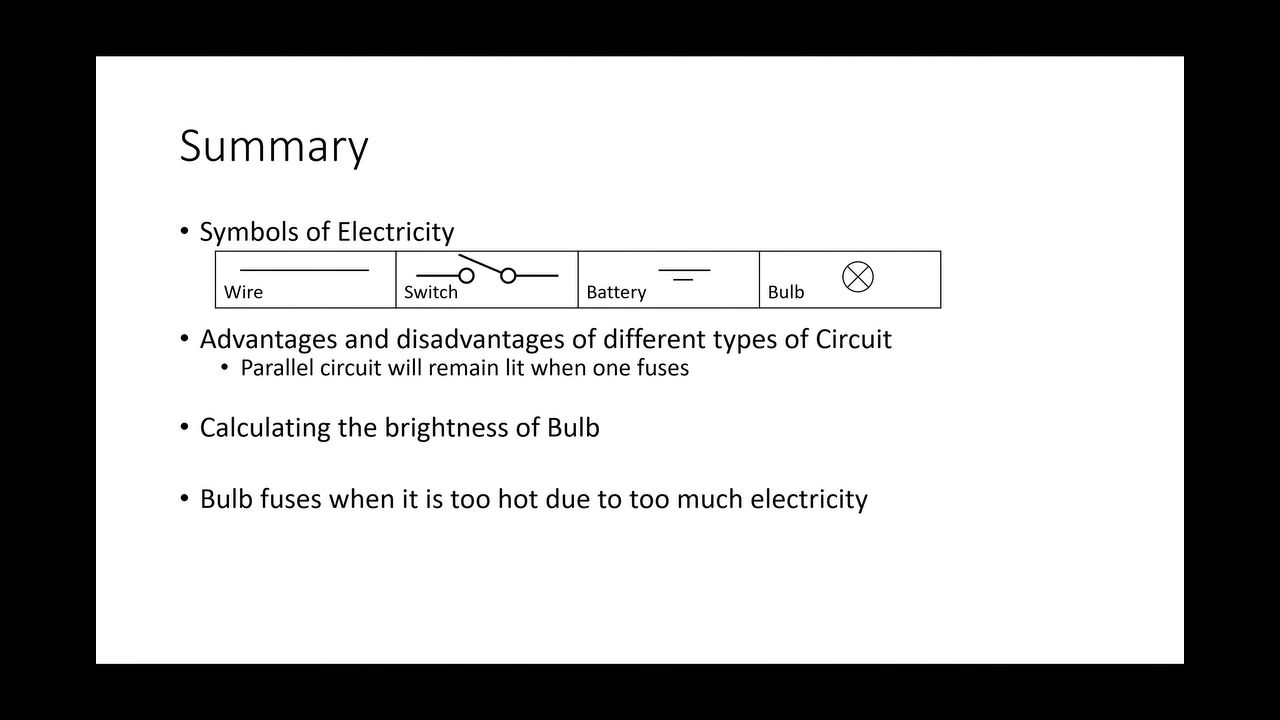 Summary
• Symbols of Electricity
Wire
Switch
Battery
Bulb
• Advantages and disadvantages of different types of Circuit
• Parallel circuit will remain lit when one fuses
• Calculating the brightness of Bulb
• Bulb fuses when it is too hot due to too much electricity